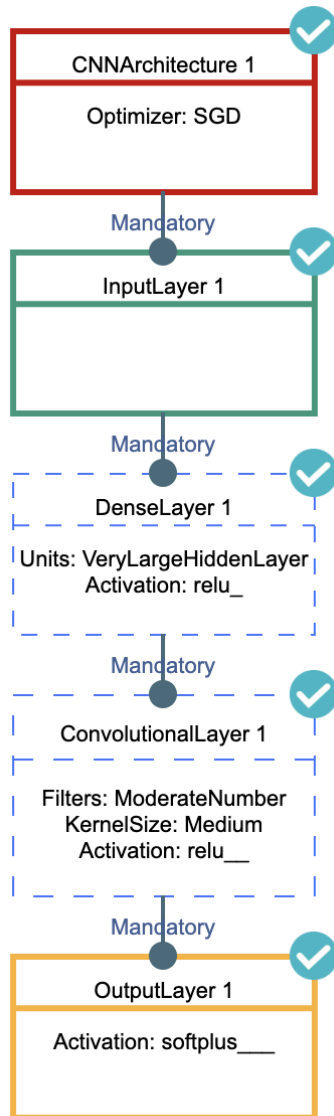 CNNArchitecture 1
Optimizer: SGD
Mandatory
InputLayer 1
Mandatory
DenseLayer 1
Units: VeryLargeHiddenLayer
Activation: relu_
Mandatory
ConvolutionalLayer 1
Filters: ModerateNumber
KernelSize: Medium
Activation: relu__
Mandatory
OutputLayer 1
Activation: softplus___